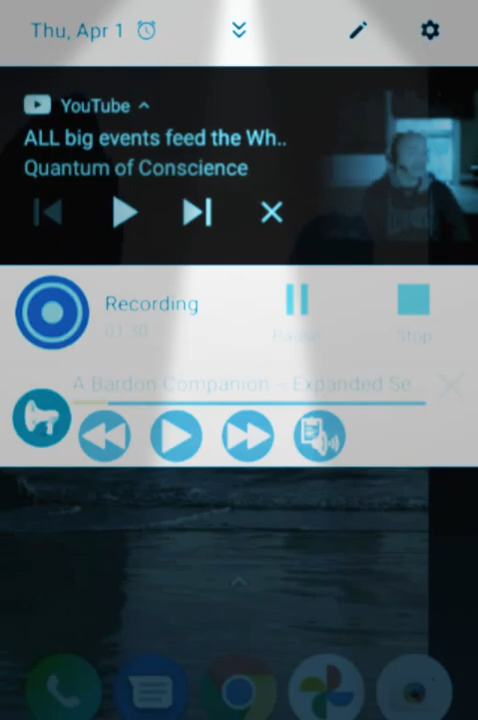 Thu, Apr 1
YouTube
ALL big events feed the Wh..
Quantum of Conscience
Recording
01:30
Pause
Stop
A Bardon Companion – Expanded Se...